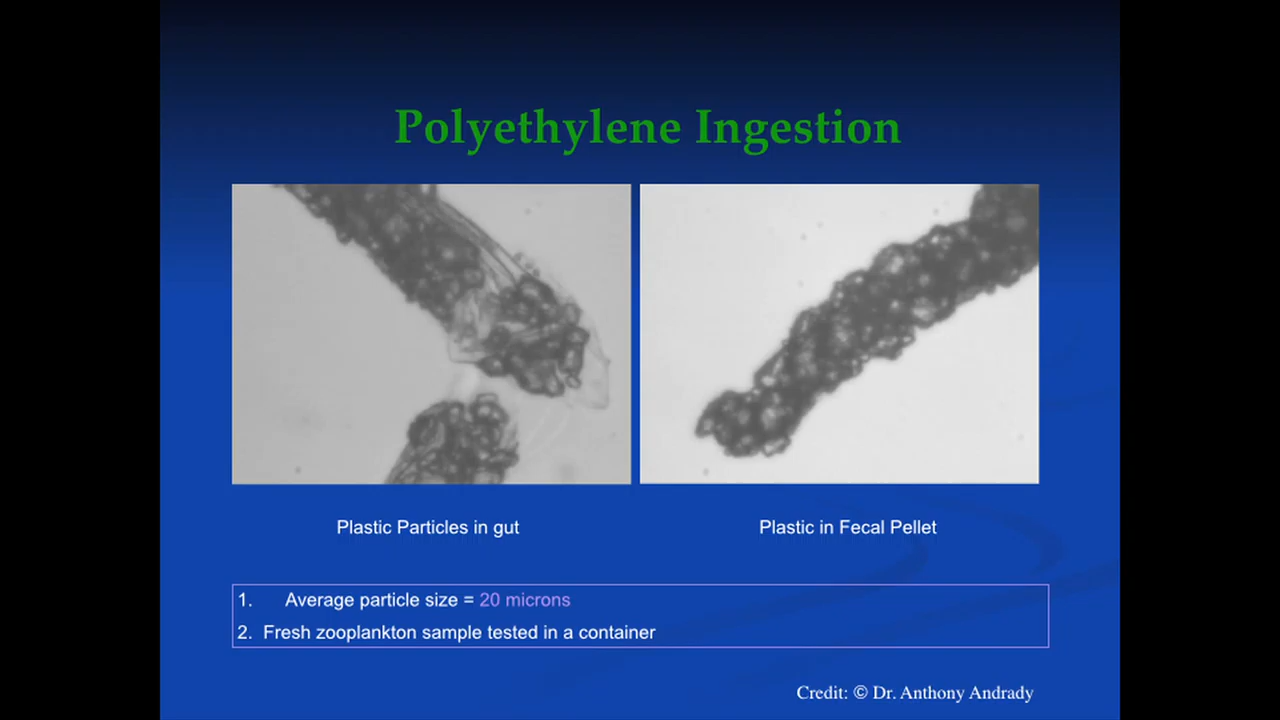 Polyethylene Ingestion
Plastic Particles in gut
Plastic in Fecal Pellet
1. Average particle size = 20 microns
2. Fresh zooplankton sample tested in a container
Credit: © Dr. Anthony Andrady